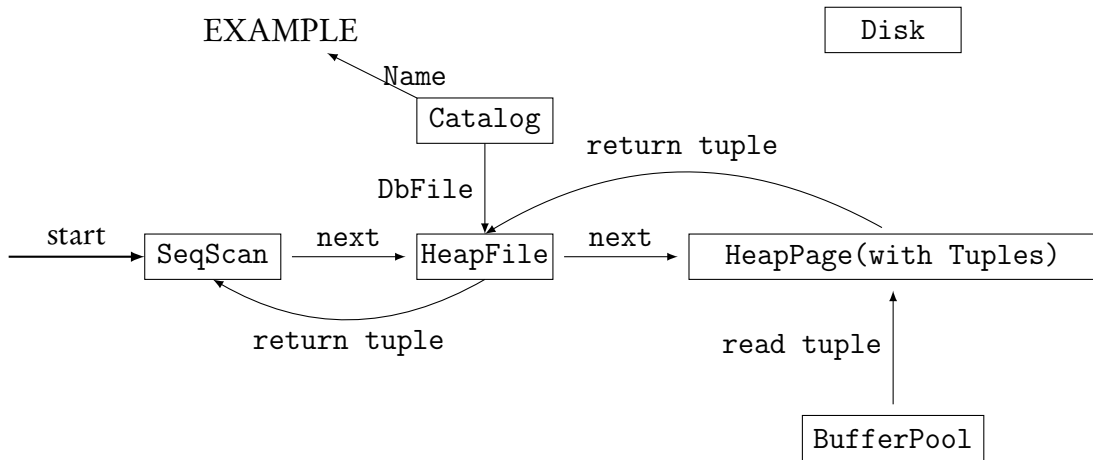 EXAMPLE
Disk
Name
Catalog
return tuple
DbFile
start
SeqScan
next
HeapFile
next
HeapPage(with Tuples)
return tuple
read tuple
BufferPool